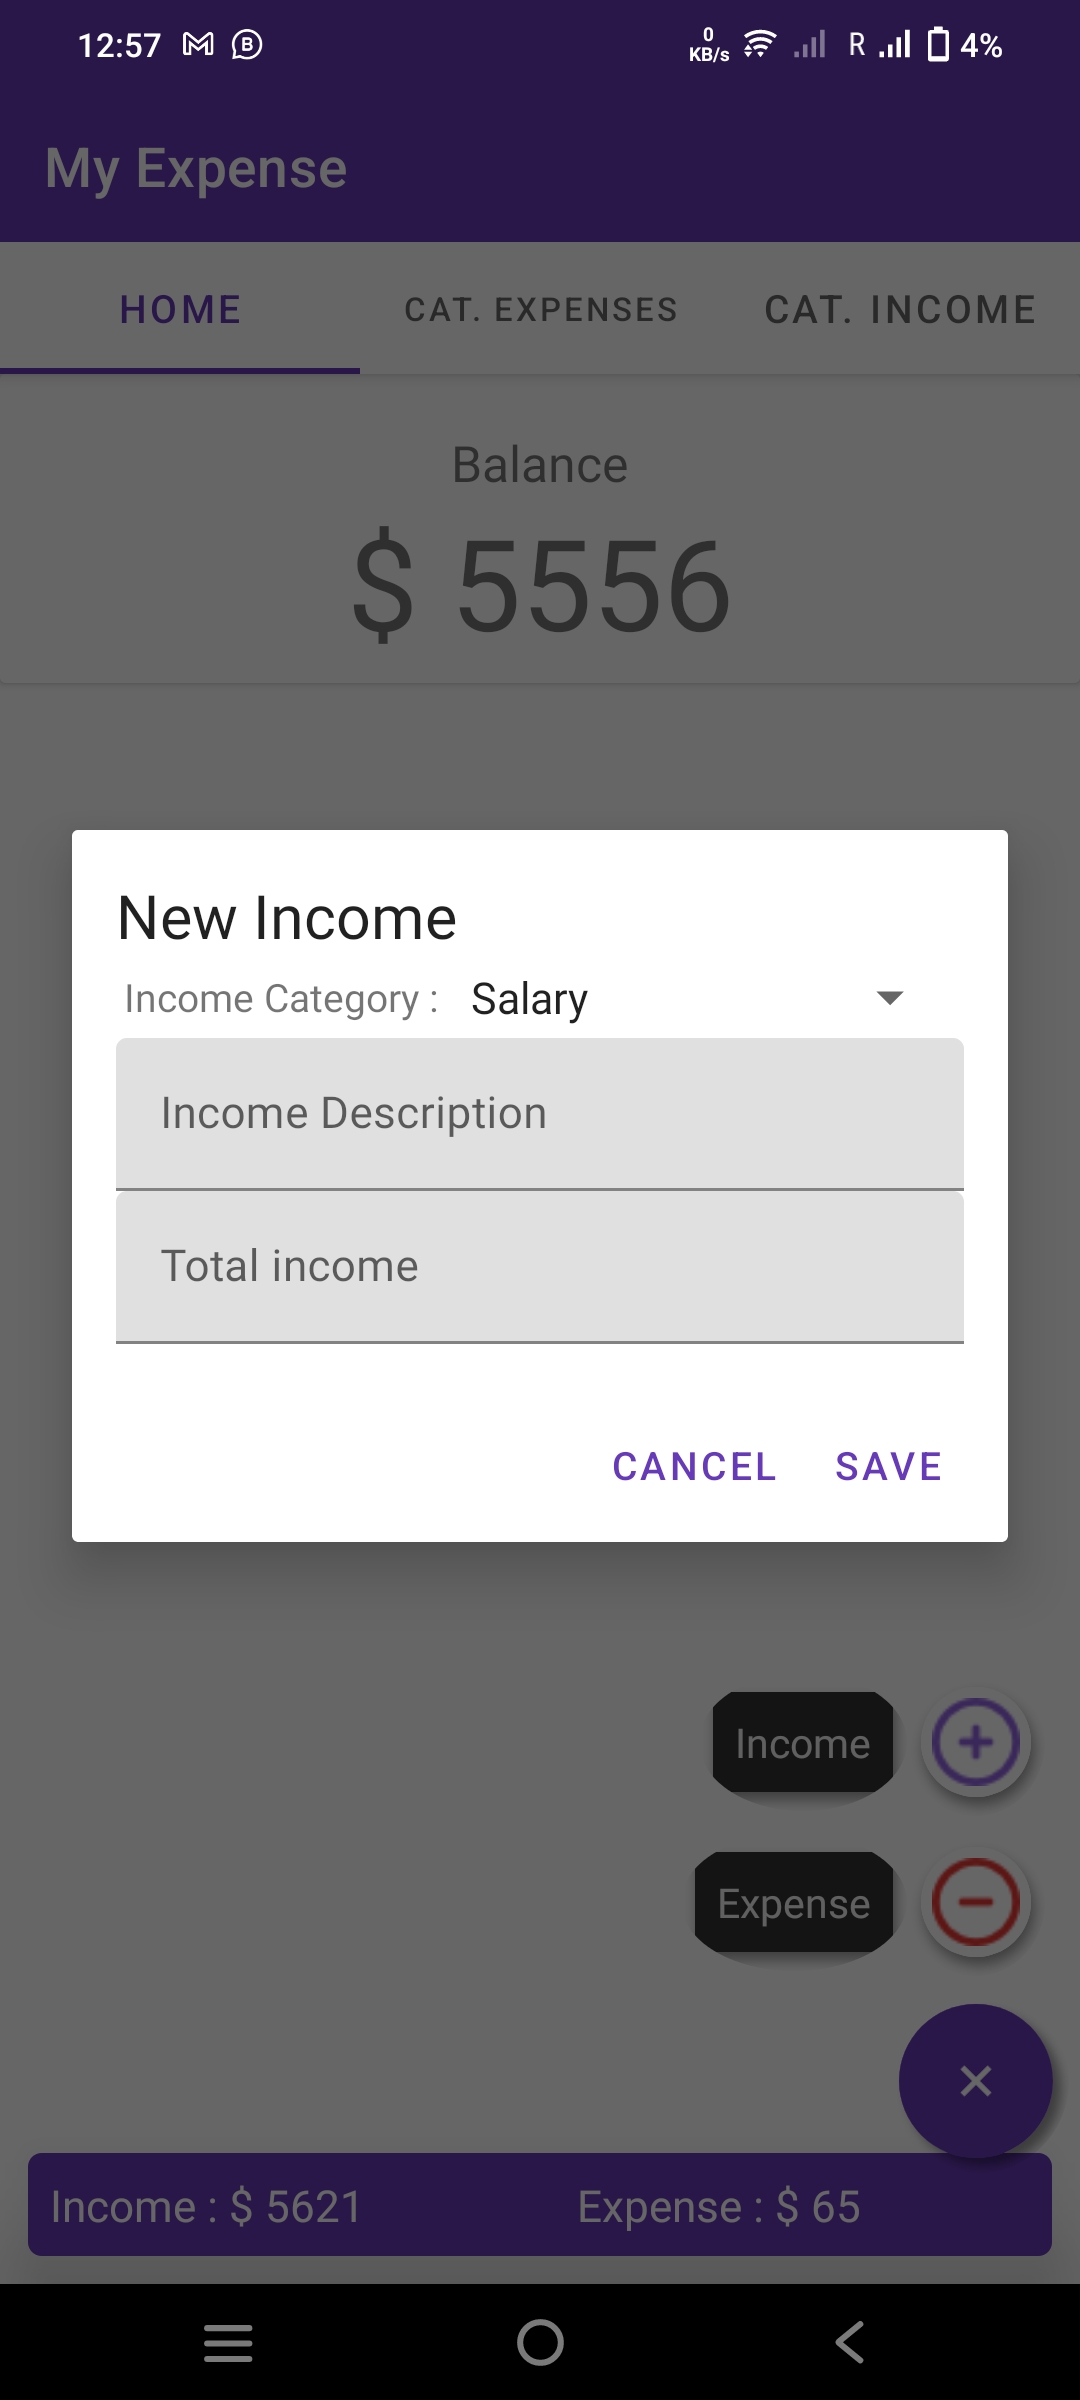 12:57 0 KB/s R 4%
My Expense
HOME CAT. EXPENSES CAT. INCOME
Balance
$ 5556
New Income
Income Category : Salary
Income Description
Total income
CANCEL SAVE
Income
Expense
Income : $ 5621 Expense : $ 65